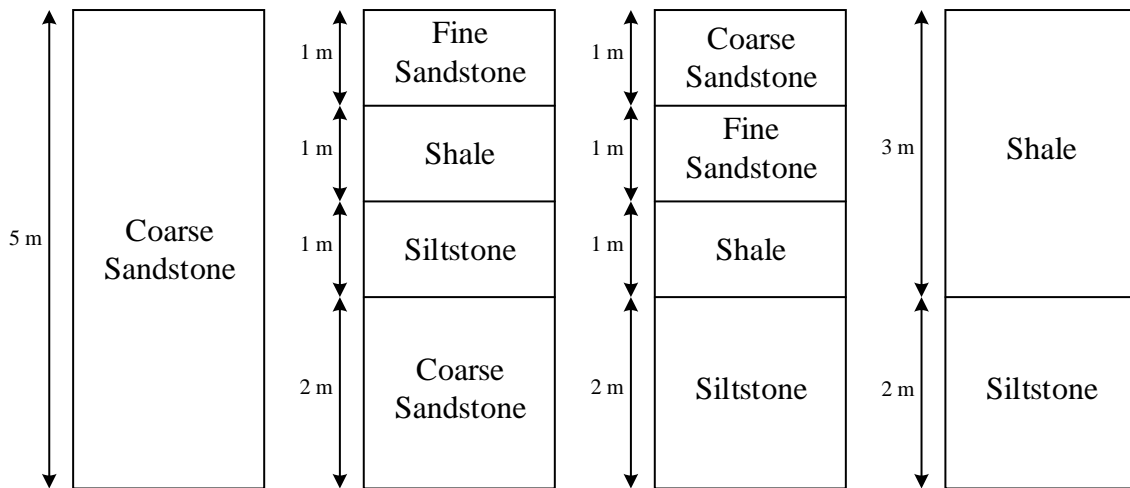 5 m
Coarse
Sandstone
1 m
Fine
Sandstone
1 m
Shale
1 m
Siltstone
2 m
Coarse
Sandstone
1 m
Coarse
Sandstone
1 m
Fine
Sandstone
1 m
Shale
2 m
Siltstone
3 m
Shale
2 m
Siltstone